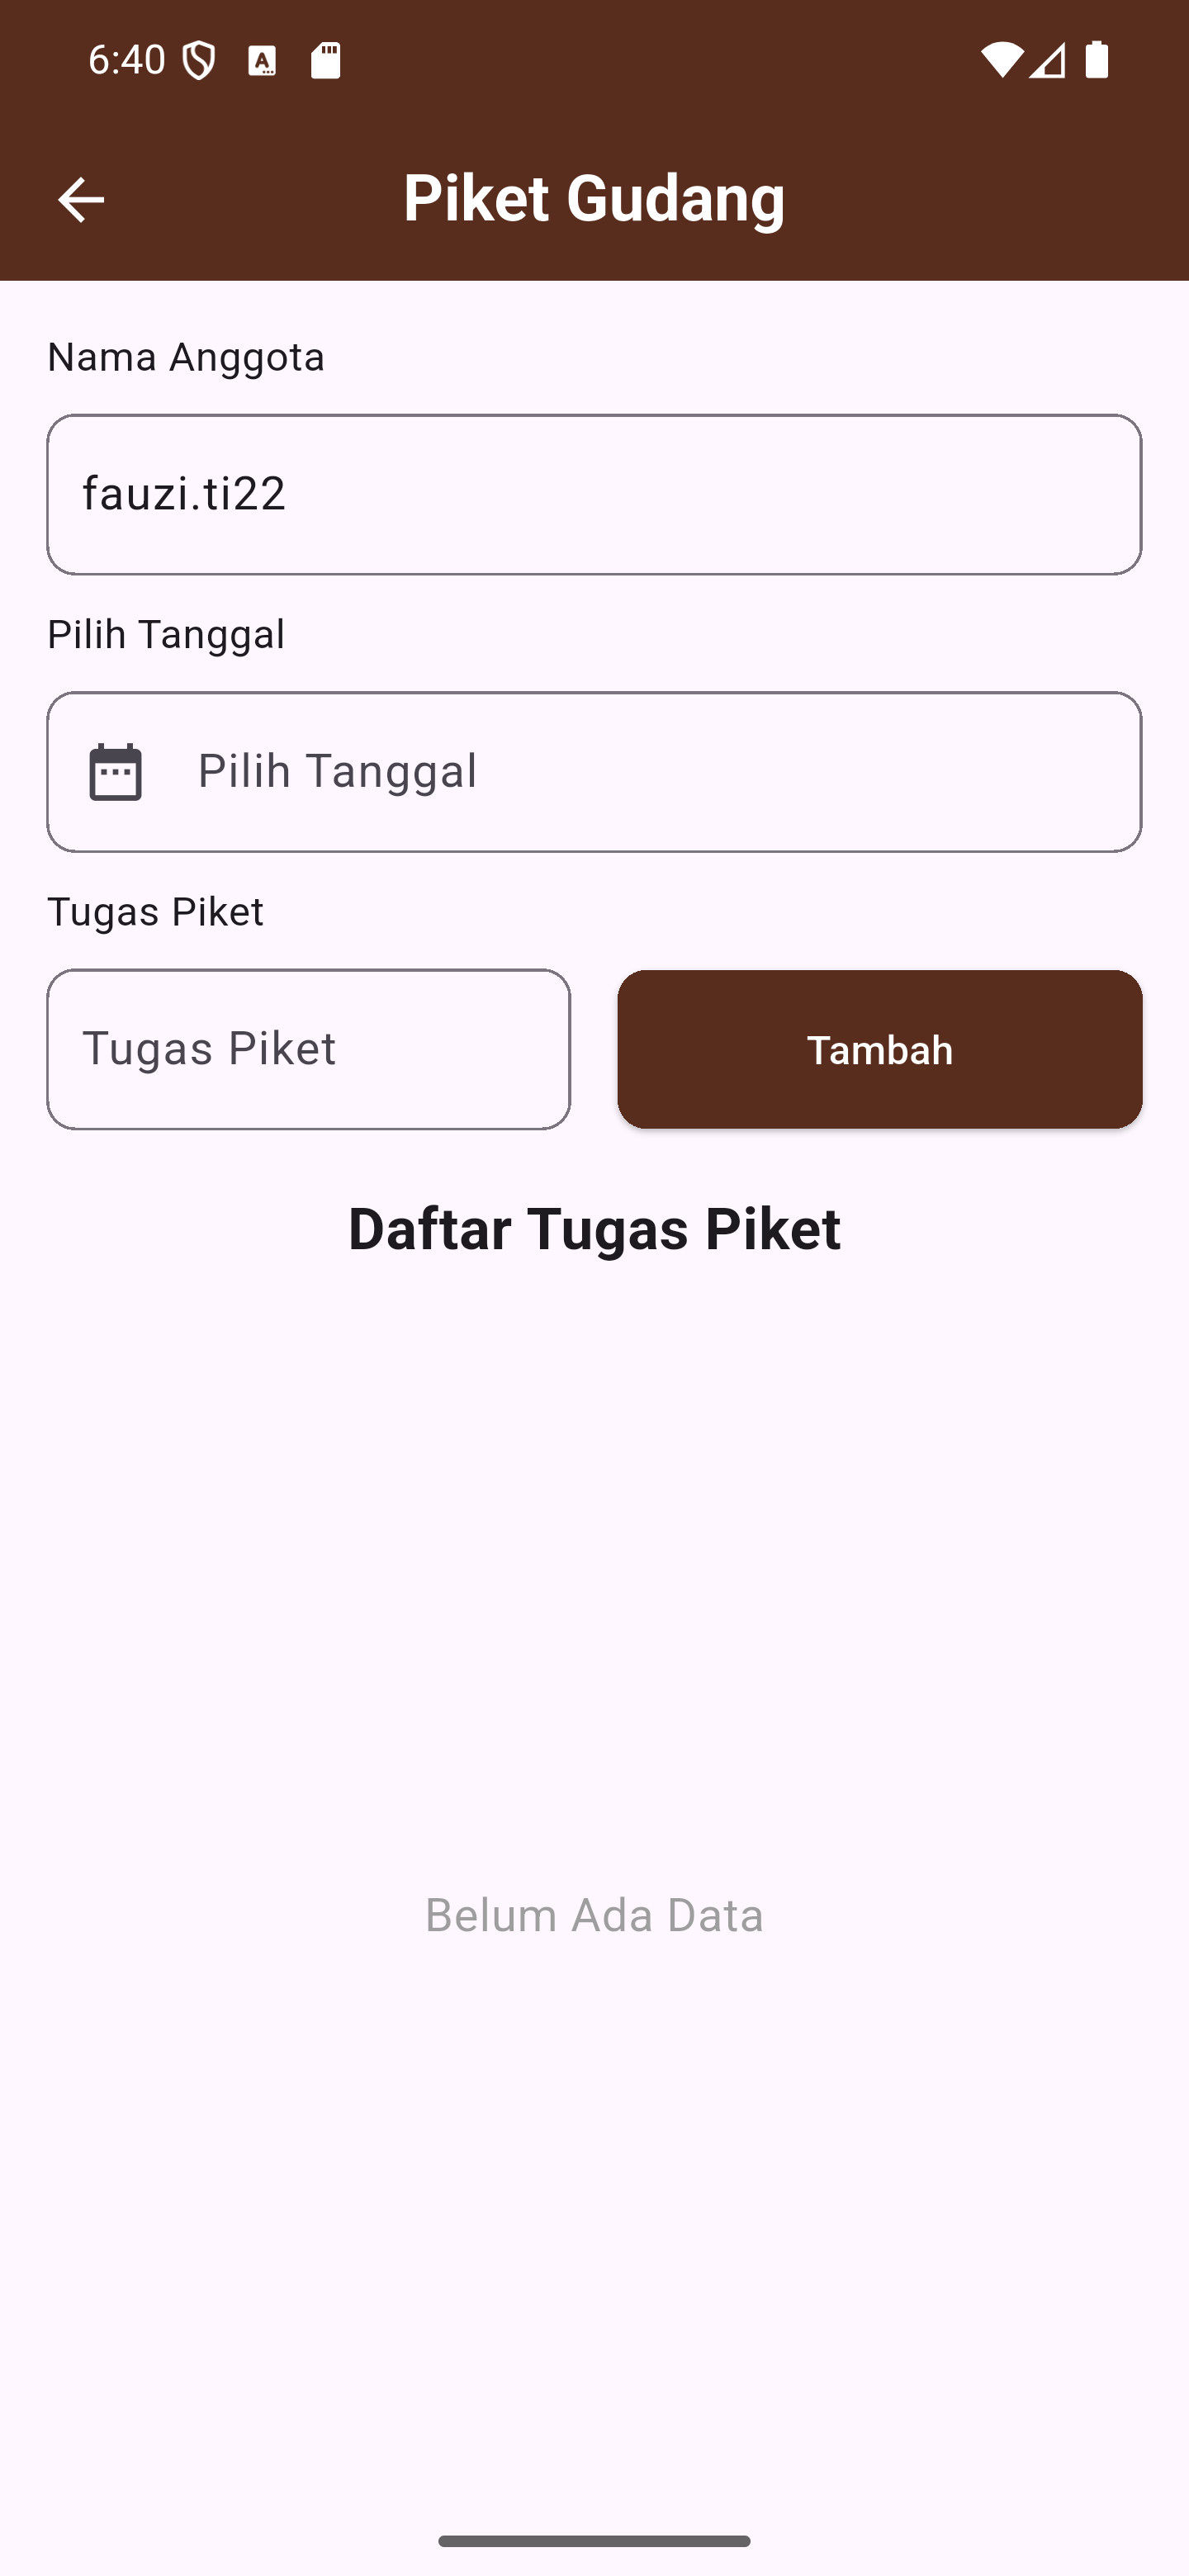 6:40
Piket Gudang
Nama Anggota
fauzi.ti22
Pilih Tanggal
Pilih Tanggal
Tugas Piket
Tugas Piket
Tambah
Daftar Tugas Piket
Belum Ada Data